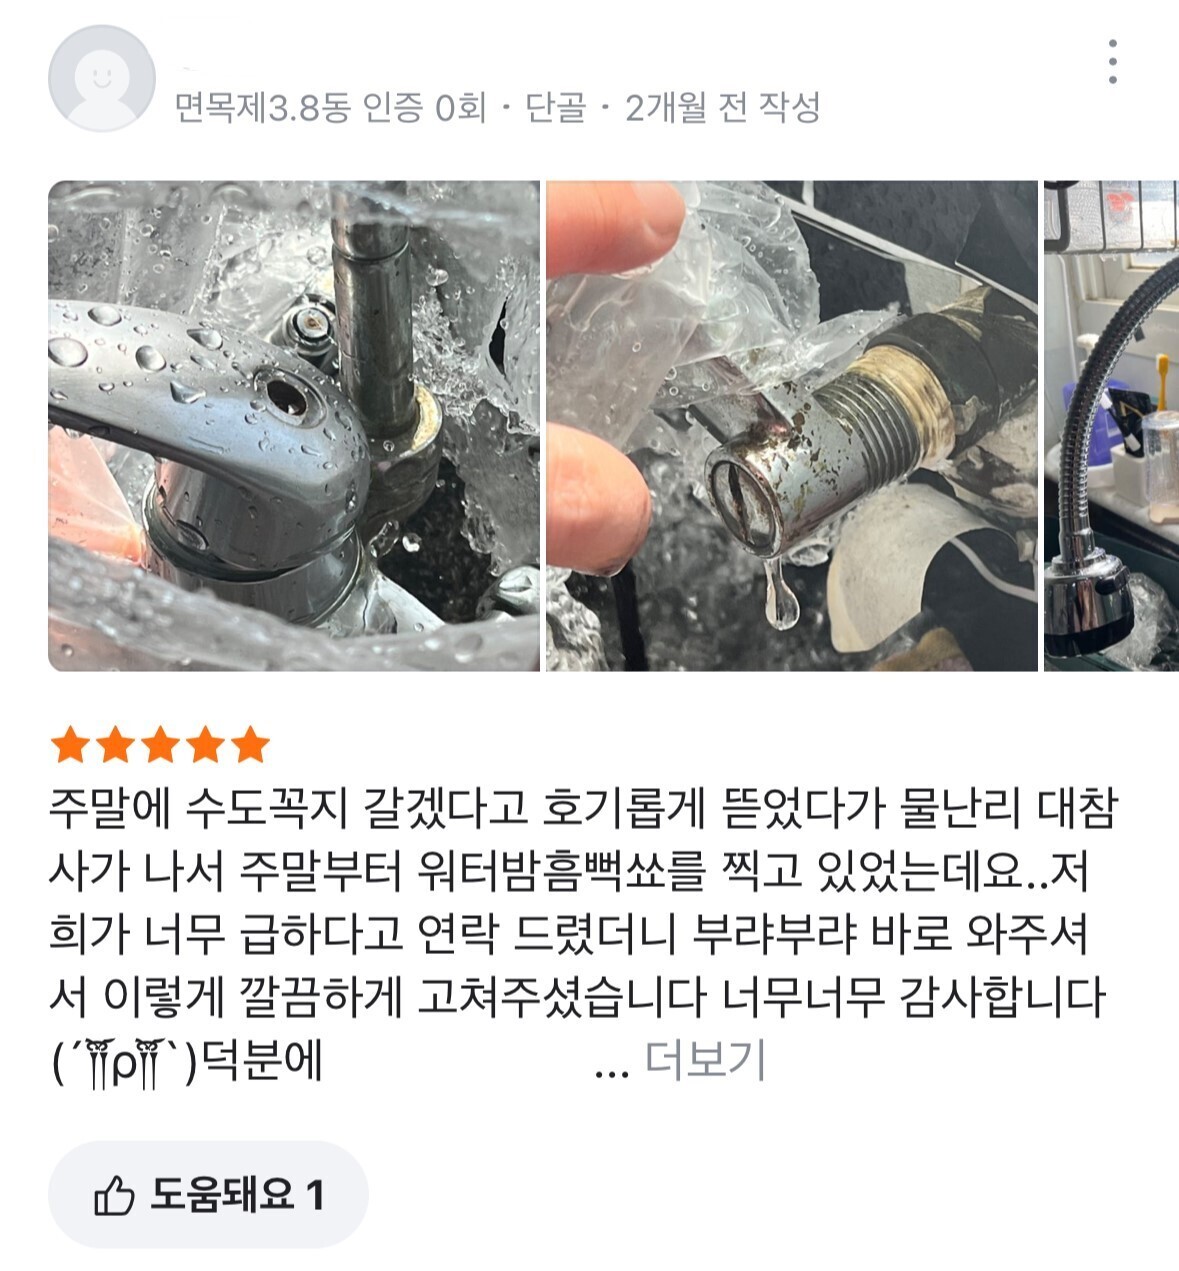 면목제3.8동 인증 0회 · 단골 · 2개월 전 작성
주말에 수도꼭지 갈겠다고 호기롭게 뜯었다가 물난리 대참
사가 나서 주말부터 워터밤흠뻑쑈를 찍고 있었는데요..저
희가 너무 급하다고 연락 드렸더니 부랴부랴 바로 와주셔
서 이렇게 깔끔하게 고쳐주셨습니다 너무너무 감사합니다
(´ཀρཀ`)덕분에 ... 더보기
도움돼요 1